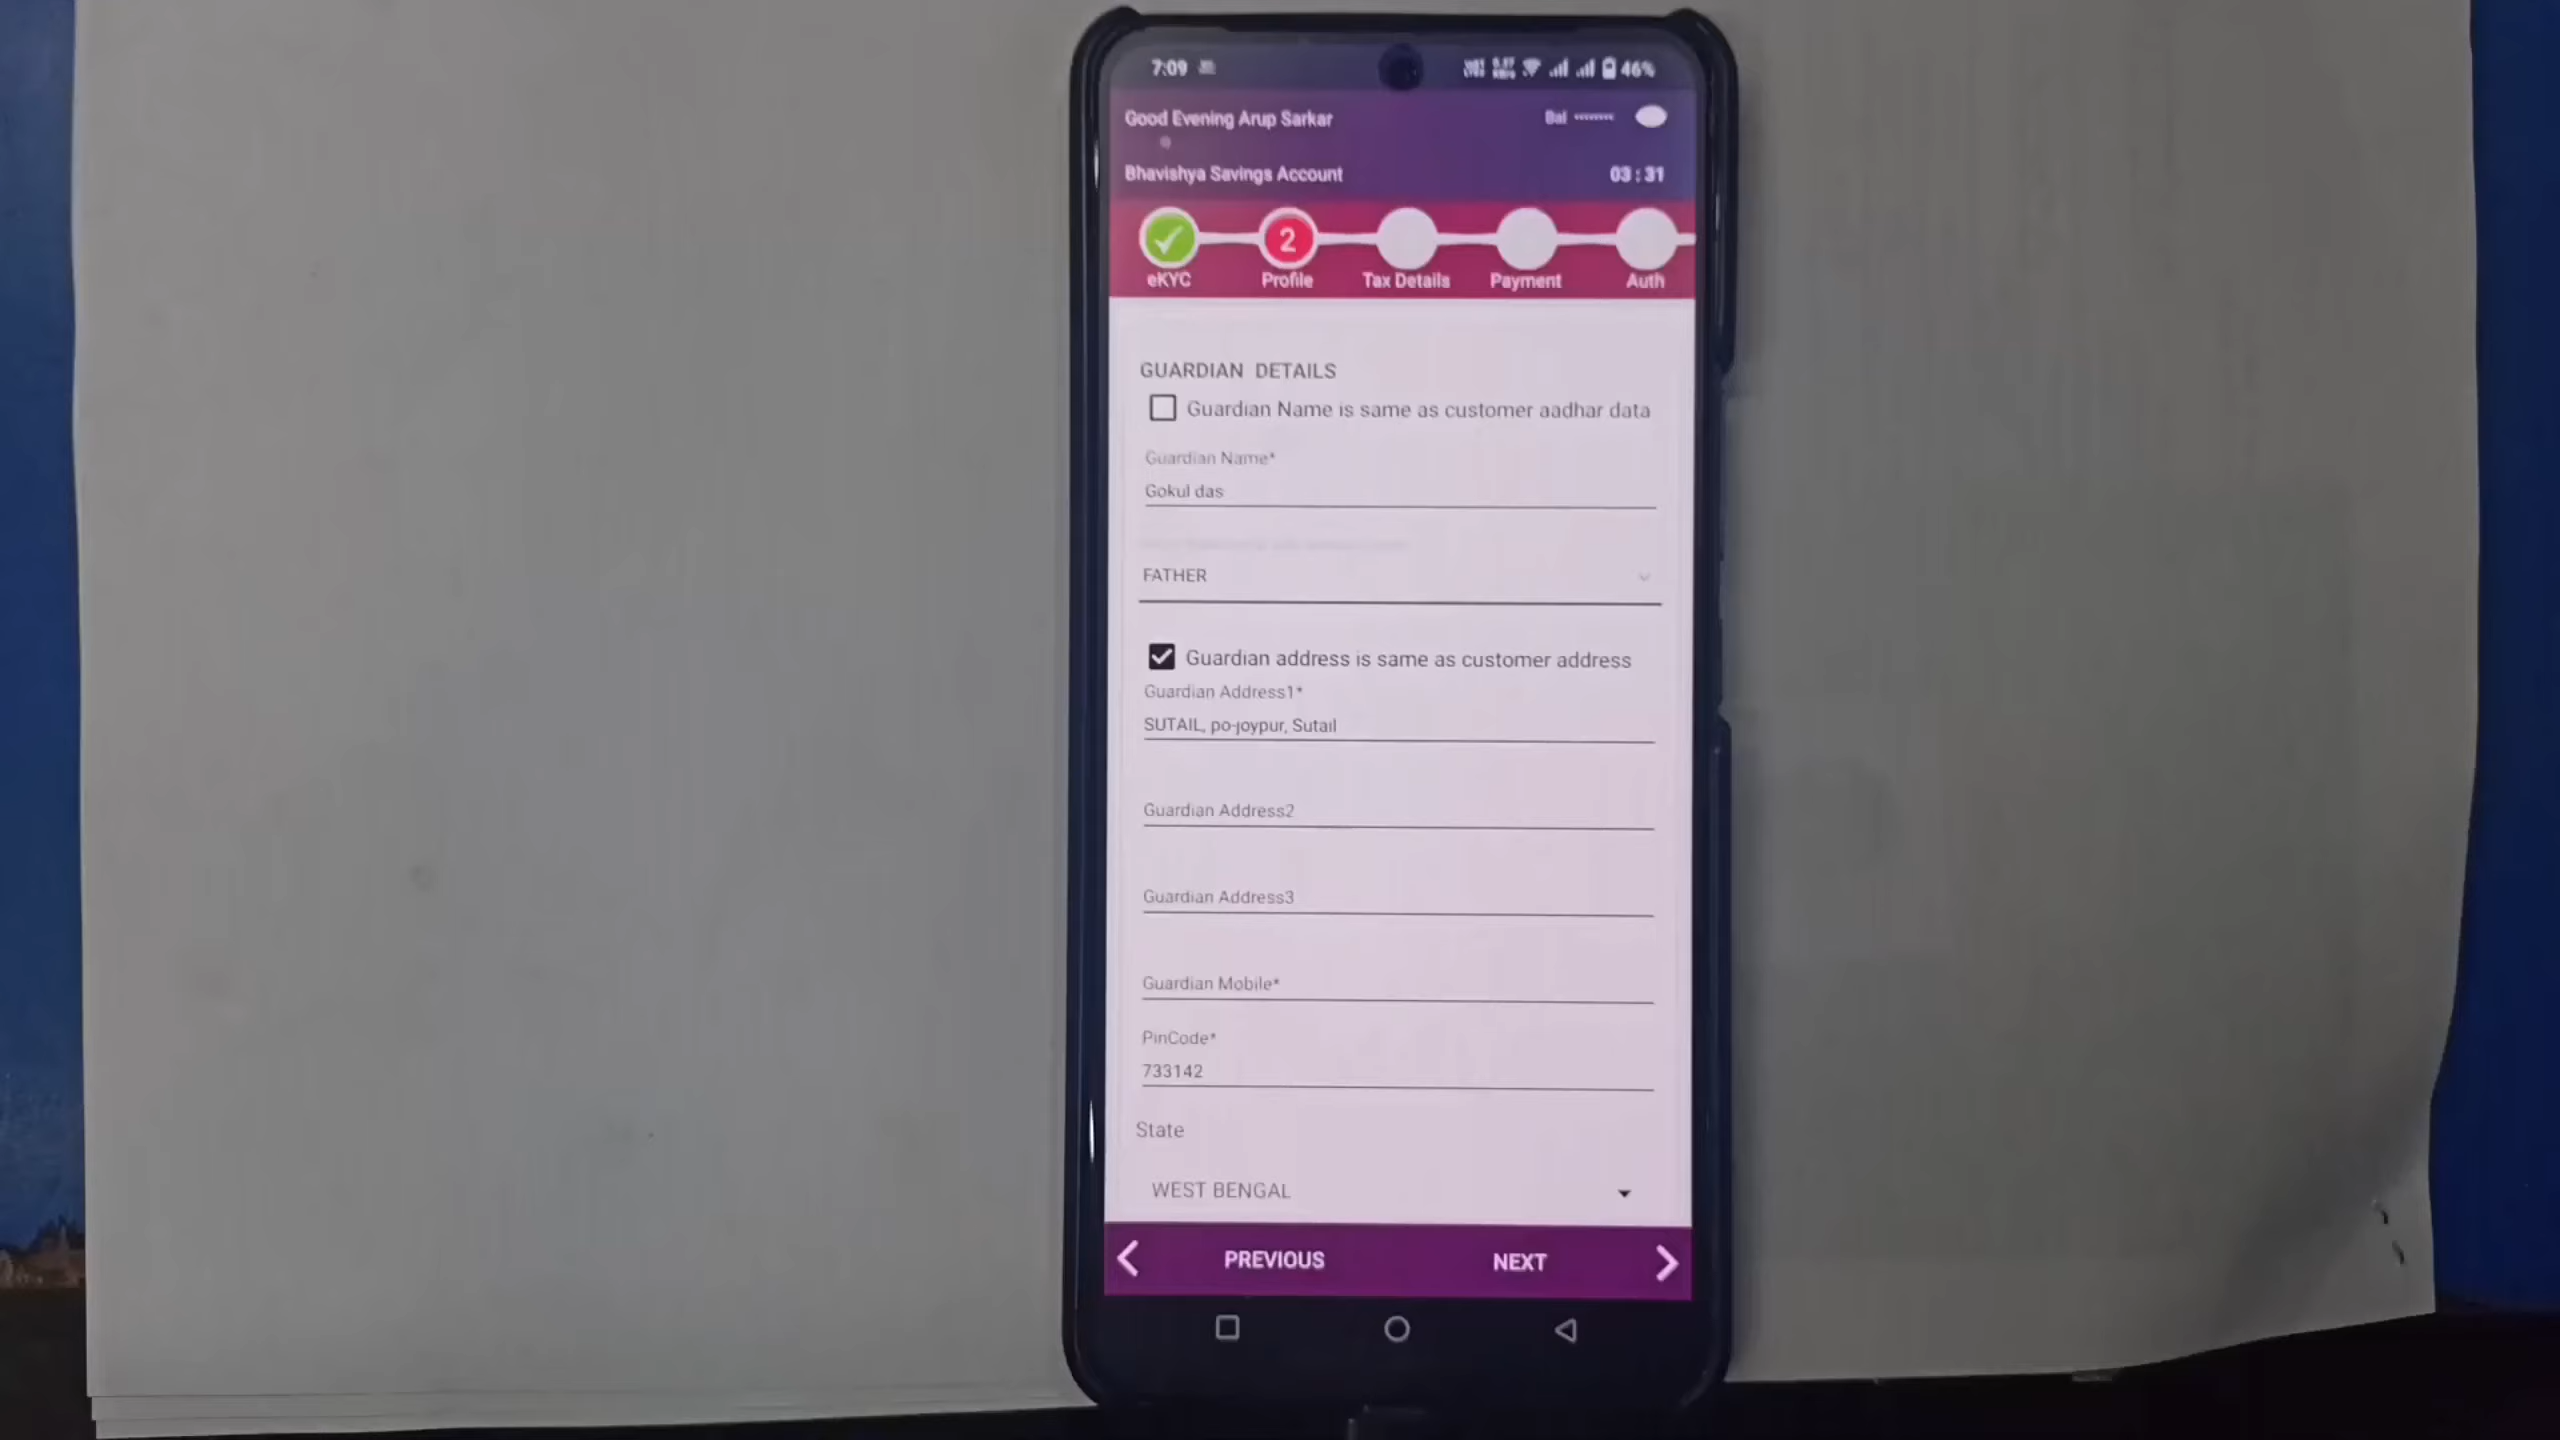 7:09
46%
Good Evening Arup Sarkar
Bal ········
Bhavishya Savings Account
03:31
2
eKYC
Profile
Tax Details
Payment
Auth
GUARDIAN DETAILS
Guardian Name is same as customer aadhar data
Guardian Name*
Gokul das
FATHER
Guardian address is same as customer address
Guardian Address1*
SUTAIL, po-joypur, Sutail
Guardian Address2
Guardian Address3
Guardian Mobile*
PinCode*
733142
State
WEST BENGAL
PREVIOUS
NEXT